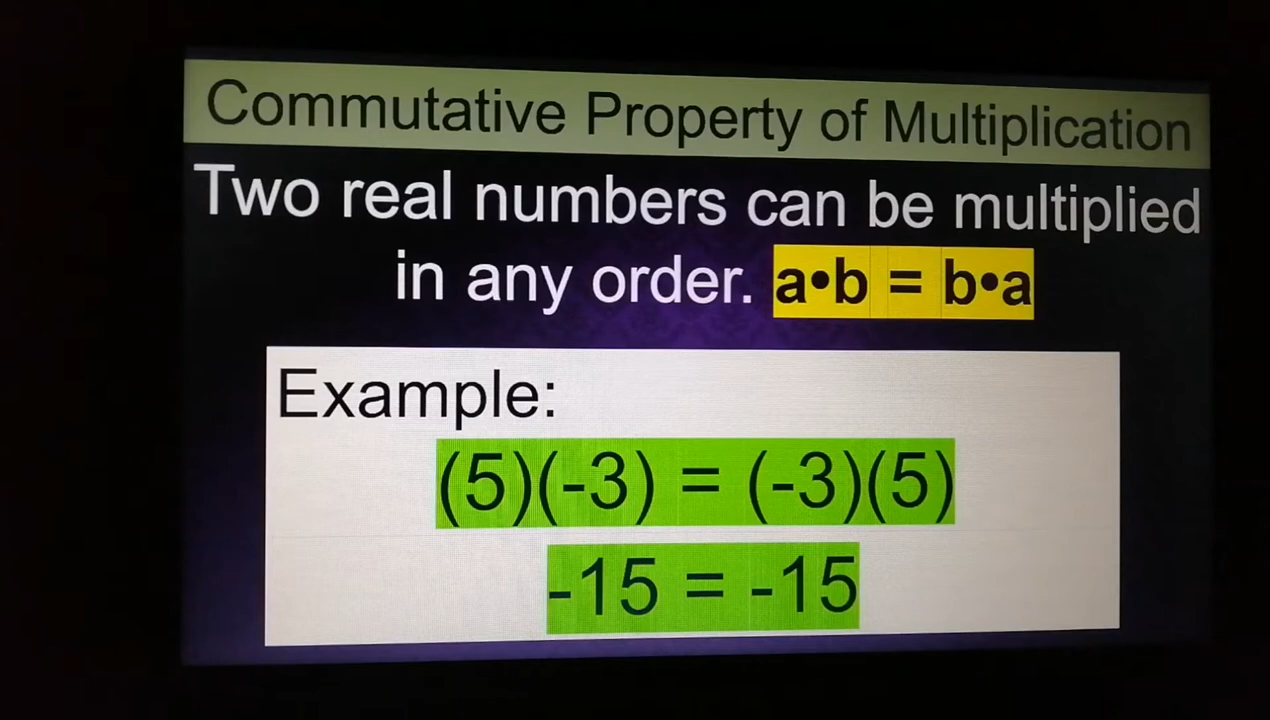 Commutative Property of Multiplication
Two real numbers can be multiplied
in any order. a•b = b•a
Example:
(5)(-3) = (-3)(5)
-15 = -15